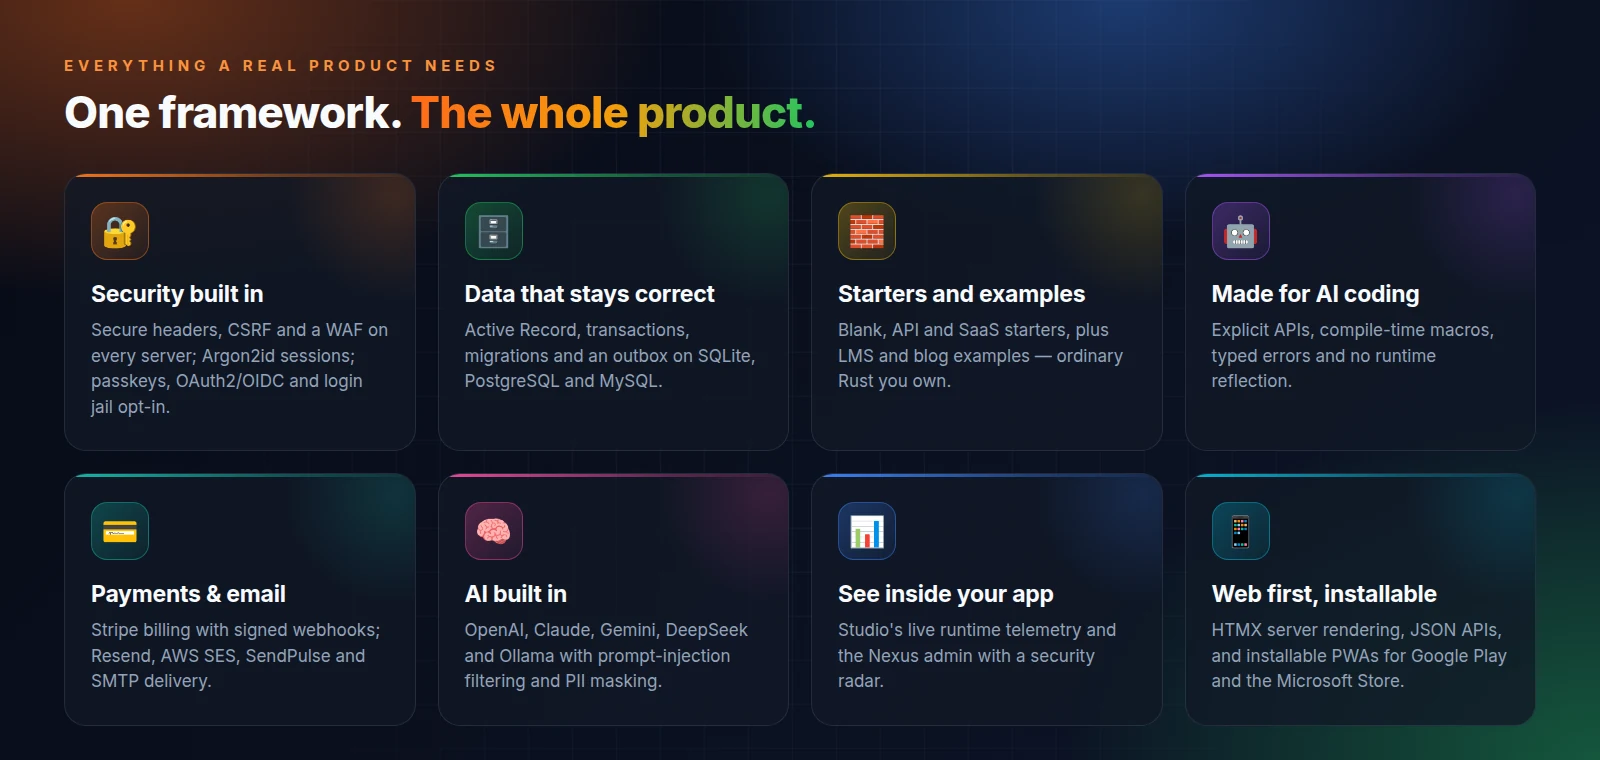 EVERYTHING A REAL PRODUCT NEEDS
One framework. The whole product.
Security built in
Secure headers, CSRF and a WAF on
every server; Argon2id sessions;
passkeys, OAuth2/OIDC and login
jail opt-in.
Data that stays correct
Active Record, transactions,
migrations and an outbox on SQLite,
PostgreSQL and MySQL.
Starters and examples
Blank, API and SaaS starters, plus
LMS and blog examples — ordinary
Rust you own.
Made for AI coding
Explicit APIs, compile-time macros,
typed errors and no runtime
reflection.
Payments & email
Stripe billing with signed webhooks;
Resend, AWS SES, SendPulse and
SMTP delivery.
AI built in
OpenAI, Claude, Gemini, DeepSeek
and Ollama with prompt-injection
filtering and PII masking.
See inside your app
Studio's live runtime telemetry and
the Nexus admin with a security
radar.
Web first, installable
HTMX server rendering, JSON APIs,
and installable PWAs for Google Play
and the Microsoft Store.